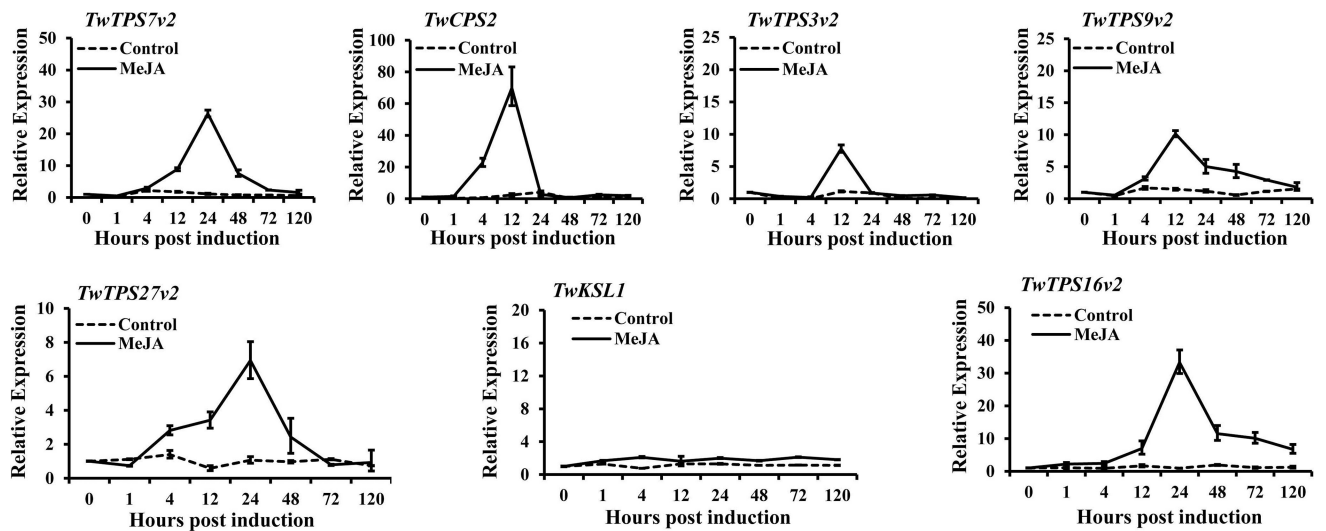 TwTPS7v2
50
40
30
20
10
0
Relative Expression
Control
MeJA
0 1 4 12 24 48 72 120
Hours post induction
TwCPS2
100
80
60
40
20
0
Relative Expression
Control
MeJA
0 1 4 12 24 48 72 120
Hours post induction
TwTPS3v2
25
20
15
10
5
0
Relative Expression
Control
MeJA
0 1 4 12 24 48 72 120
Hours post induction
TwTPS9v2
25
20
15
10
5
0
Relative Expression
Control
MeJA
0 1 4 12 24 48 72 120
Hours post induction
TwTPS27v2
10
8
6
4
2
0
Relative Expression
Control
MeJA
0 1 4 12 24 48 72 120
Hours post induction
TwKSL1
20
16
12
8
4
0
Relative Expression
Control
MeJA
0 1 4 12 24 48 72 120
Hours post induction
TwTPS16v2
50
40
30
20
10
0
Relative Expression
Control
MeJA
0 1 4 12 24 48 72 120
Hours post induction